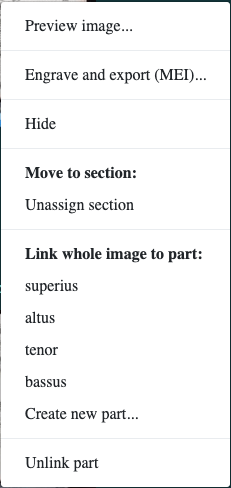 Preview image...
Engrave and export (MEI)...
Hide
Move to section:
Unassign section
Link whole image to part:
superius
altus
tenor
bassus
Create new part...
Unlink part